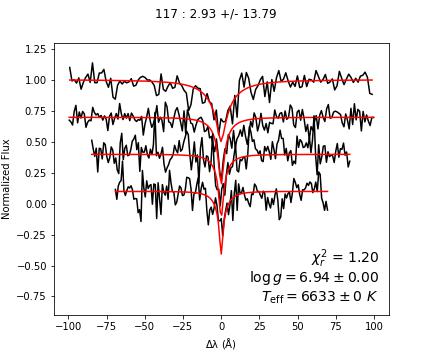 117 : 2.93 +/- 13.79
1.25
1.00
0.75
0.50
0.25
0.00
−0.25
−0.50
−0.75
Normalized Flux
χ²ᵣ = 1.20
log g = 6.94 ± 0.00
T_eff = 6633 ± 0 K
−100 −75 −50 −25 0 25 50 75 100
Δλ (Å)